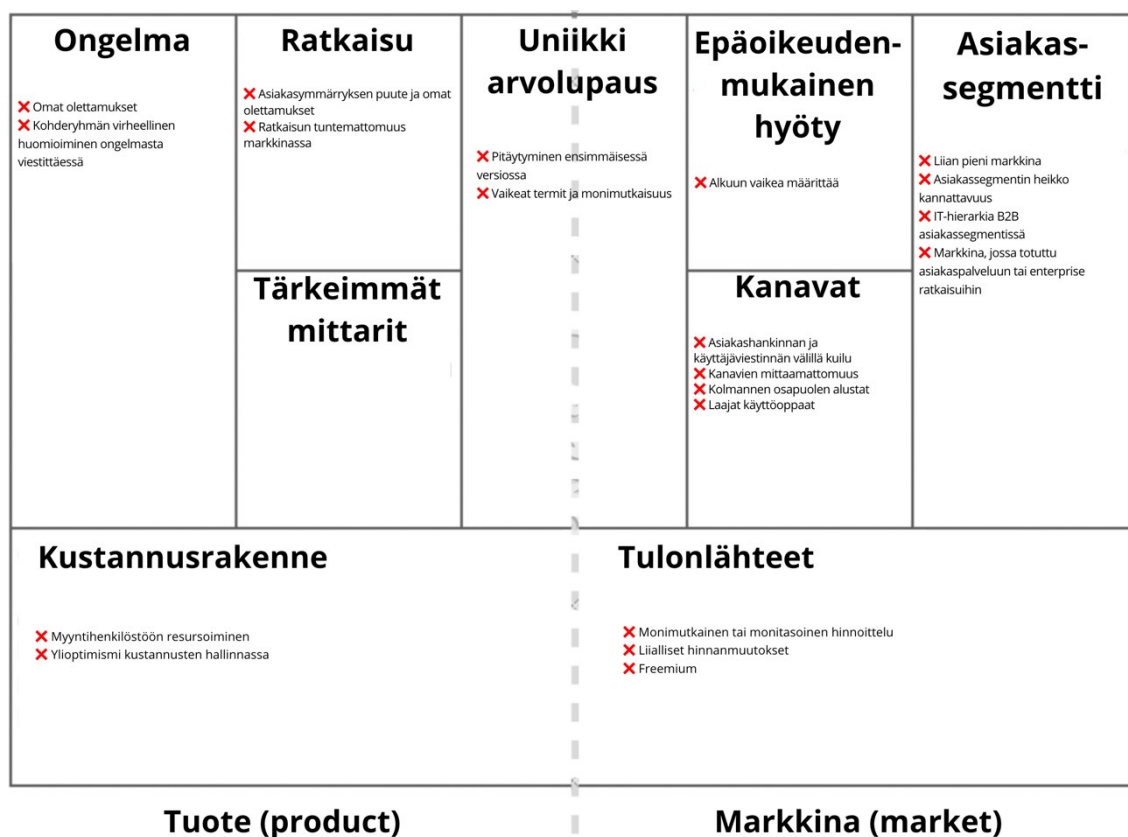 Ongelma
❌ Omat olettamukset
❌ Kohderyhmän virheellinen
huomioiminen ongelmasta
viestittäessä
Ratkaisu
❌ Asiakasymmärryksen puute ja omat
olettamukset
❌ Ratkaisun tuntemattomuus
markkinassa
Tärkeimmät
mittarit
Uniikki
arvolupaus
❌ Pitäytyminen ensimmäisessä
versiossa
❌ Vaikeat termit ja monimutkaisuus
Epäoikeuden-
mukainen
hyöty
❌ Alkuun vaikea määrittää
Kanavat
❌ Asiakashankinnan ja
käyttäjäviestinnän välillä kuilu
❌ Kanavien mittaamattomuus
❌ Kolmannen osapuolen alustat
❌ Laajat käyttöoppaat
Asiakas-
segmentti
❌ Liian pieni markkina
❌ Asiakassegmentin heikko
kannattavuus
❌ IT-hierarkia B2B
asiakassegmentissä
❌ Markkina, jossa totuttu
asiakaspalveluun tai enterprise
ratkaisuihin
Kustannusrakenne
❌ Myyntihenkilöstöön resursoiminen
❌ Ylioptimismi kustannusten hallinnassa
Tulonlähteet
❌ Monimutkainen tai monitasoinen hinnoittelu
❌ Liialliset hinnanmuutokset
❌ Freemium
Tuote (product)
Markkina (market)